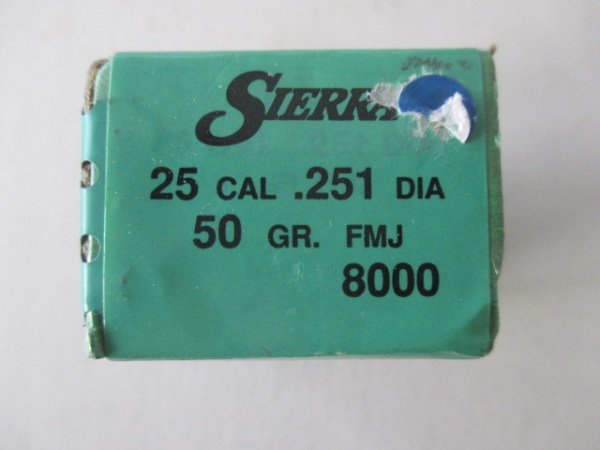 SIERRA
25 CAL .251 DIA
50 GR. FMJ
8000